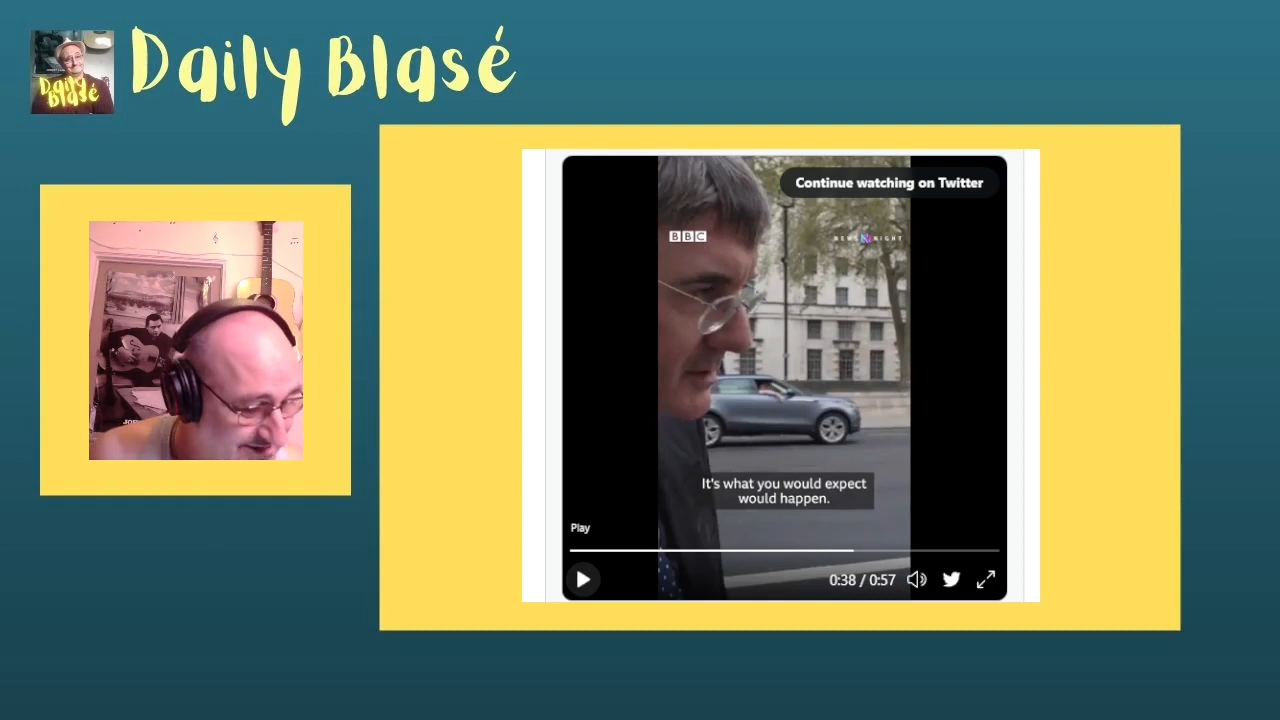 Daily Blasé
Daily
Blasé
Continue watching on Twitter
BBC
NEWSNIGHT
It's what you would expect
would happen.
Play
0:38 / 0:57